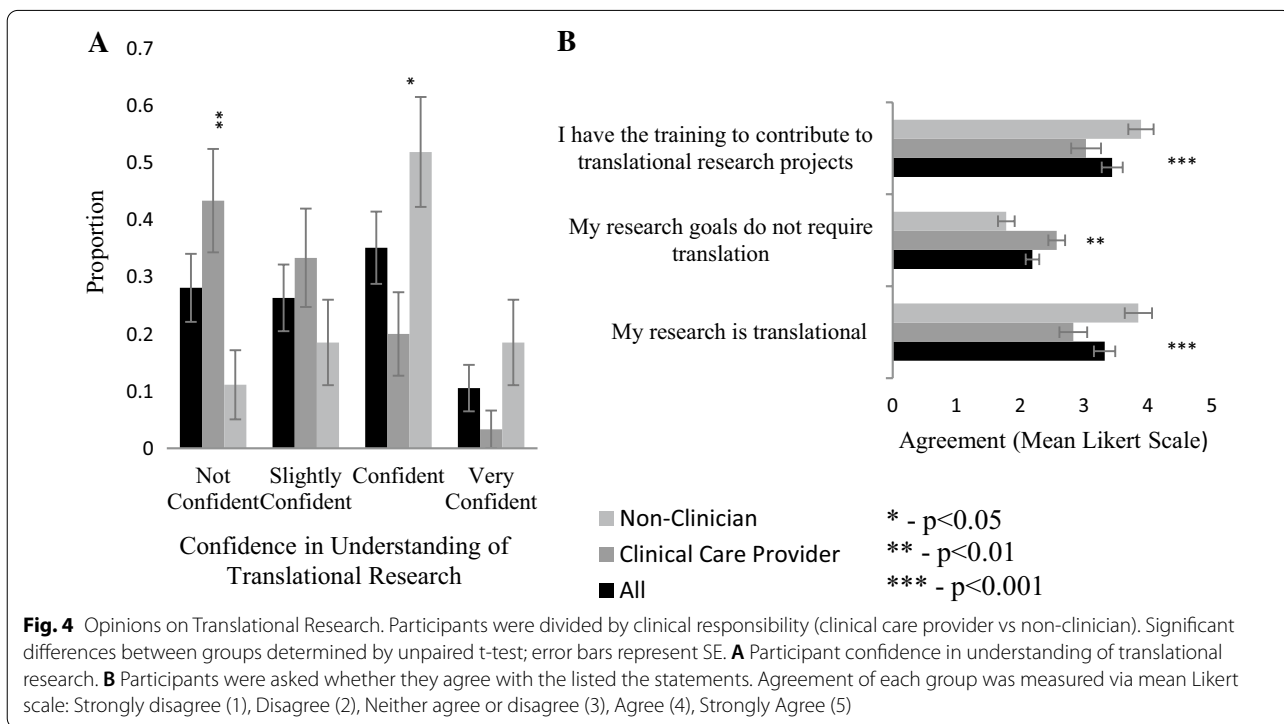 A
B
0.7
0.6
0.5
0.4
0.3
0.2
0.1
0
Proportion
**
*
Not Confident
Slightly Confident
Confident
Very Confident
Confidence in Understanding of
Translational Research
I have the training to contribute to
translational research projects
***
My research goals do not require
translation
**
My research is translational
***
0 1 2 3 4 5
Agreement (Mean Likert Scale)
Non-Clinician
Clinical Care Provider
All
* - p<0.05
** - p<0.01
*** - p<0.001
Fig. 4 Opinions on Translational Research. Participants were divided by clinical responsibility (clinical care provider vs non-clinician). Significant
differences between groups determined by unpaired t-test; error bars represent SE. A Participant confidence in understanding of translational
research. B Participants were asked whether they agree with the listed the statements. Agreement of each group was measured via mean Likert
scale: Strongly disagree (1), Disagree (2), Neither agree or disagree (3), Agree (4), Strongly Agree (5)